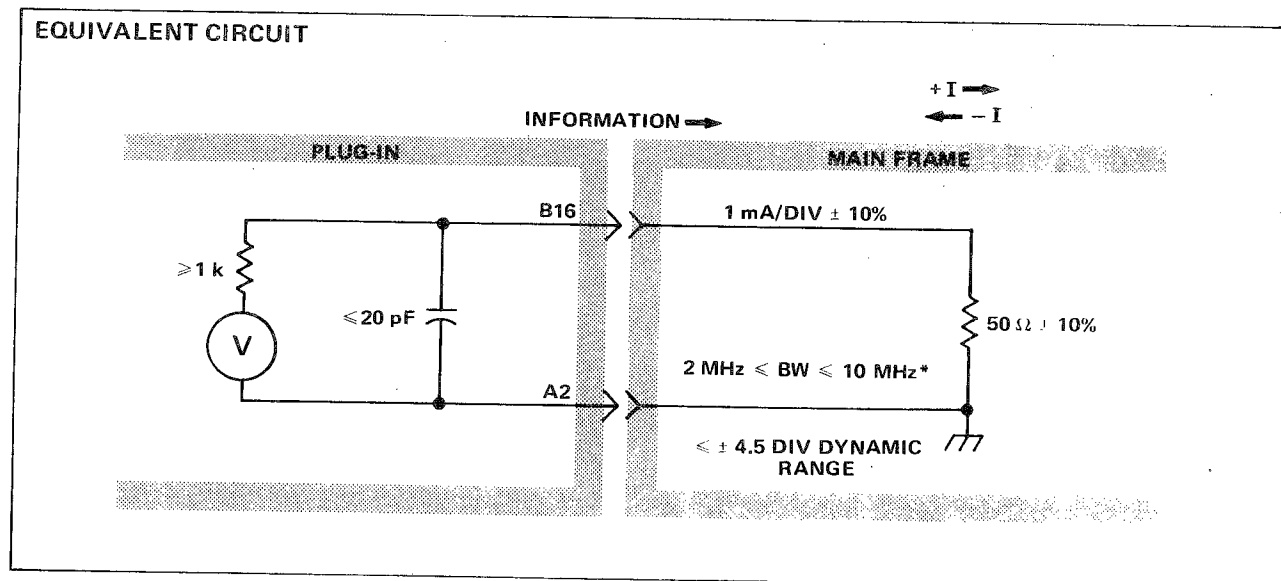 EQUIVALENT CIRCUIT
+ I
INFORMATION
- I
PLUG-IN
MAIN FRAME
B16
1 mA/DIV ± 10%
≥1 k
≤20 pF
50 Ω ± 10%
V
2 MHz ≤ BW ≤ 10 MHz*
A2
≤ ± 4.5 DIV DYNAMIC
RANGE